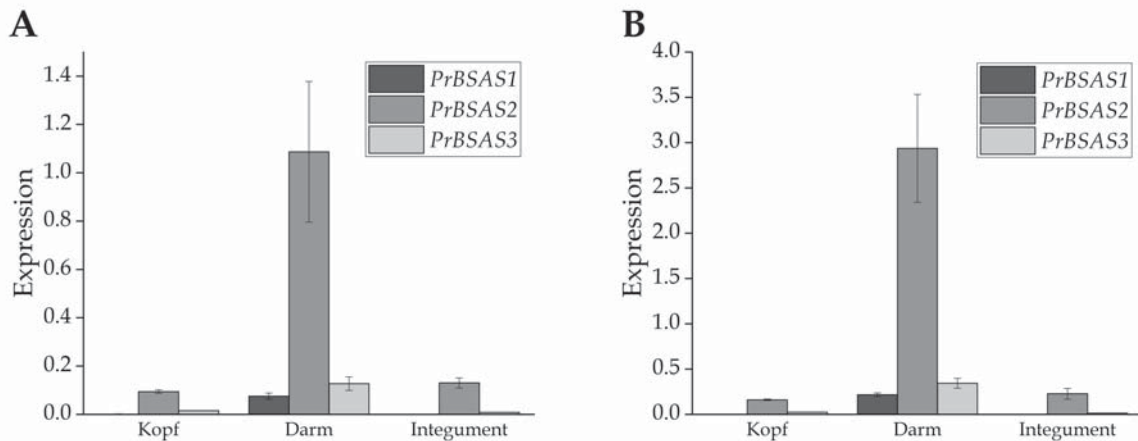 A
Expression
1.4
1.2
1.0
0.8
0.6
0.4
0.2
0.0
PrBSAS1
PrBSAS2
PrBSAS3
Kopf Darm Integument
B
Expression
4.0
3.5
3.0
2.5
2.0
1.5
1.0
0.5
0.0
PrBSAS1
PrBSAS2
PrBSAS3
Kopf Darm Integument